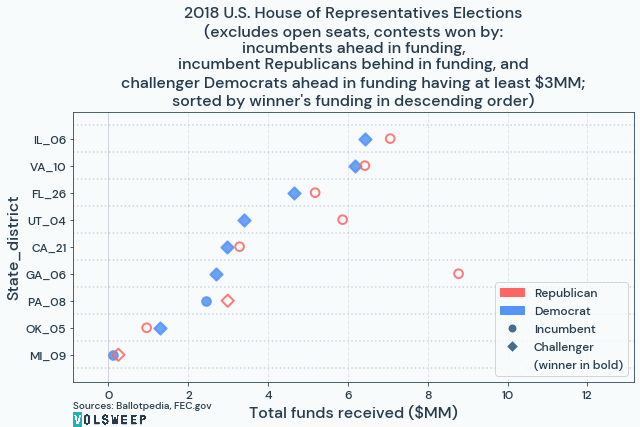 2018 U.S. House of Representatives Elections
(excludes open seats, contests won by:
incumbents ahead in funding,
incumbent Republicans behind in funding, and
challenger Democrats ahead in funding having at least $3MM;
sorted by winner's funding in descending order)
State_district
IL_06
VA_10
FL_26
UT_04
CA_21
GA_06
PA_08
OK_05
MI_09
Republican
Democrat
Incumbent
Challenger
(winner in bold)
0 2 4 6 8 10 12
Total funds received ($MM)
Sources: Ballotpedia, FEC.gov
VOLSWEEP